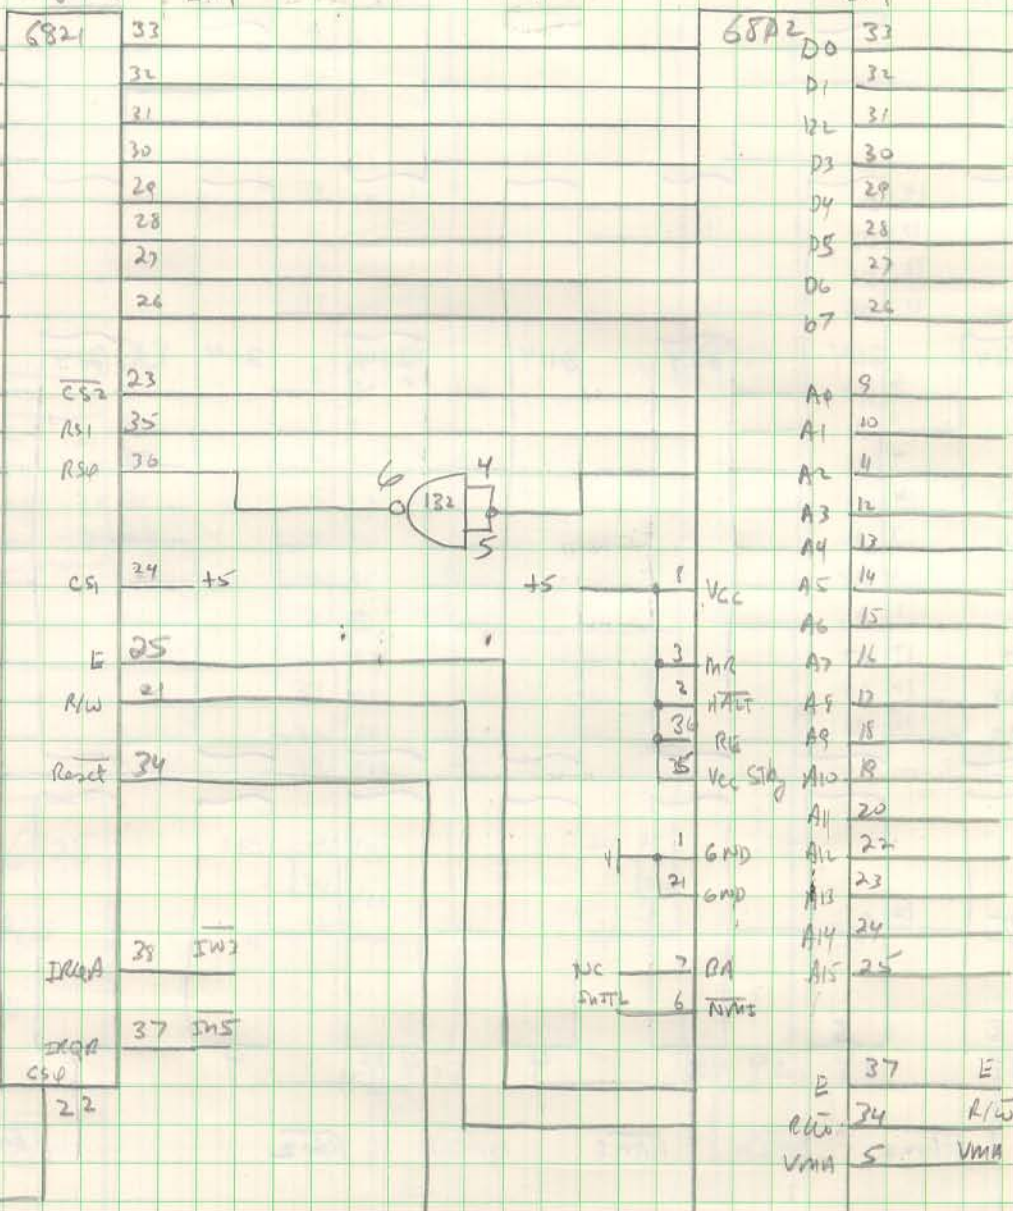 6821 33 68A2 D0 33
32 D1 32
31 D2 31
30 D3 30
29 D4 29
28 D5 28
27 D6 27
26 D7 26
CS2 23 A0 9
RS1 35 A1 10
RSφ 36 6 132 4 A2 11
5 A3 12
A4 13
CS1 24 +5 +5 8 VCC A5 14
A6 15
E 25 3 MR A7 16
R/W 21 2 HALT A8 17
36 RE A9 18
Reset 34 35 VCC STBY A10 19
A11 20
1 GND A12 22
21 GND A13 23
A14 24
IRQA 38 IN3 NC 7 BA A15 25
6 NMI
IRQB 37 IN5
CSφ E 37 E
22 R/W 34 R/W
VMA 5 VMA